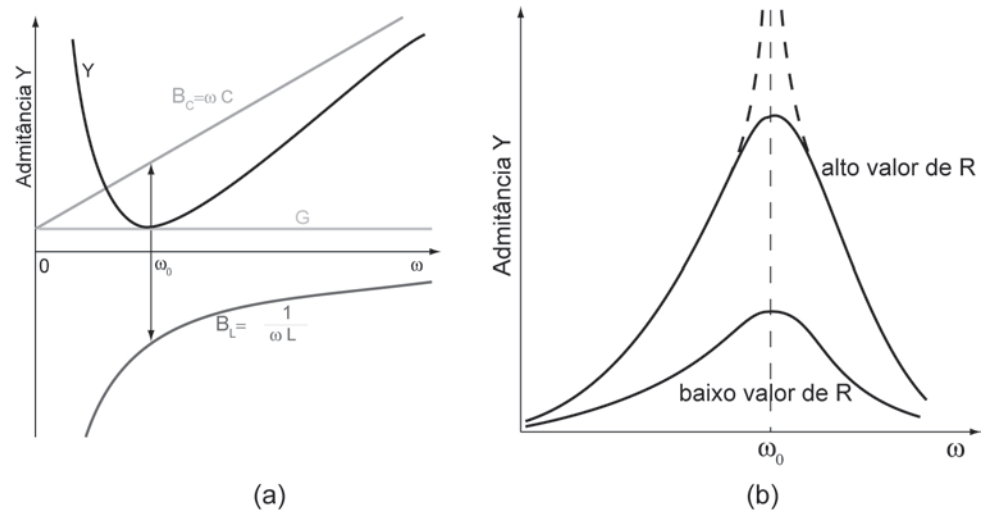 Admitância Y
Y
B_C=ω C
G
0
ω₀
ω
B_L= 1/ω L
(a)
Admitância Y
alto valor de R
baixo valor de R
ω₀
ω
(b)